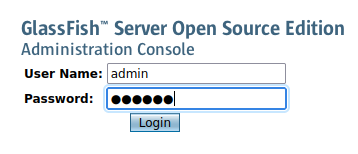 GlassFish™ Server Open Source Edition
Administration Console
User Name: admin
Password: ●●●●●●
Login